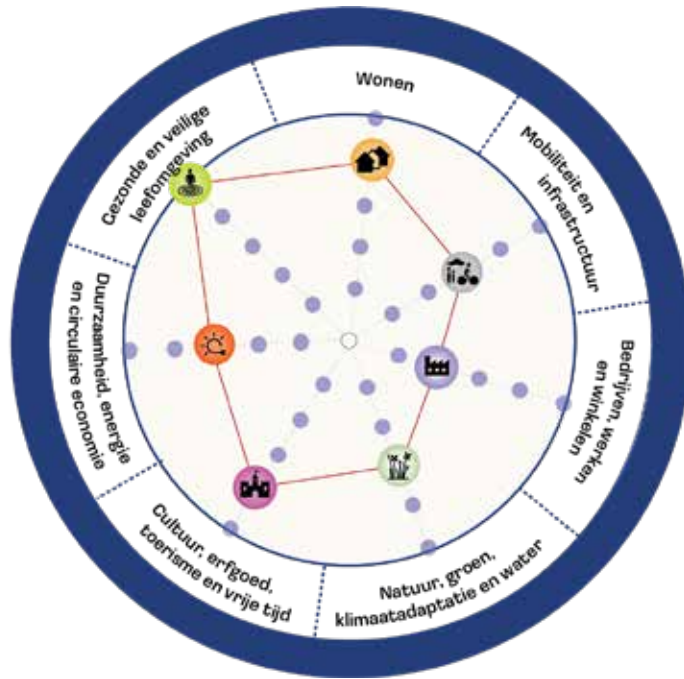 Wonen
Mobiliteit en
infrastructuur
Bedrijven, werken
en winkelen
Natuur, groen,
klimaatadaptatie en water
Cultuur, erfgoed,
toerisme en vrije tijd
Duurzaamheid, energie
en circulaire economie
Gezonde en veilige
leefomgeving